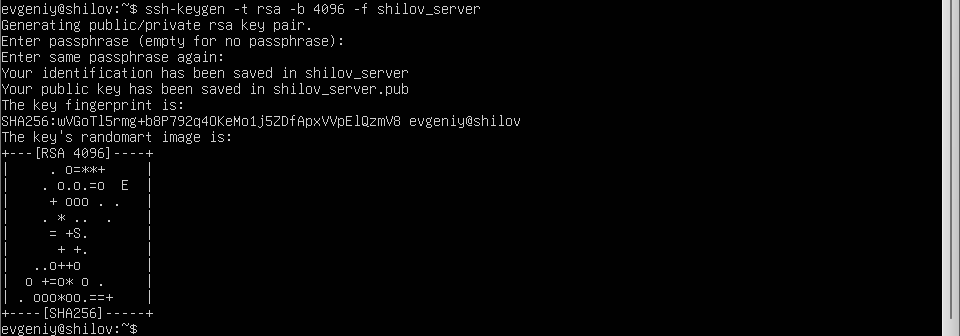 evgeniy@shilov:~$ ssh-keygen -t rsa -b 4096 -f shilov_server
Generating public/private rsa key pair.
Enter passphrase (empty for no passphrase):
Enter same passphrase again:
Your identification has been saved in shilov_server
Your public key has been saved in shilov_server.pub
The key fingerprint is:
SHA256:wVGoTl5rmg+b8P792q4OKeMo1j5ZDfApxVVpElQzmV8 evgeniy@shilov
The key's randomart image is:
+---[RSA 4096]----+
|     . o=**+     |
|    . o.o.=o  E  |
|     + ooo . .   |
|    . * ..  .    |
|     = +S.       |
|      + +.       |
|   ..o++o        |
|  o +=o* o .     |
| . ooo*oo.==+    |
+----[SHA256]-----+
evgeniy@shilov:~$